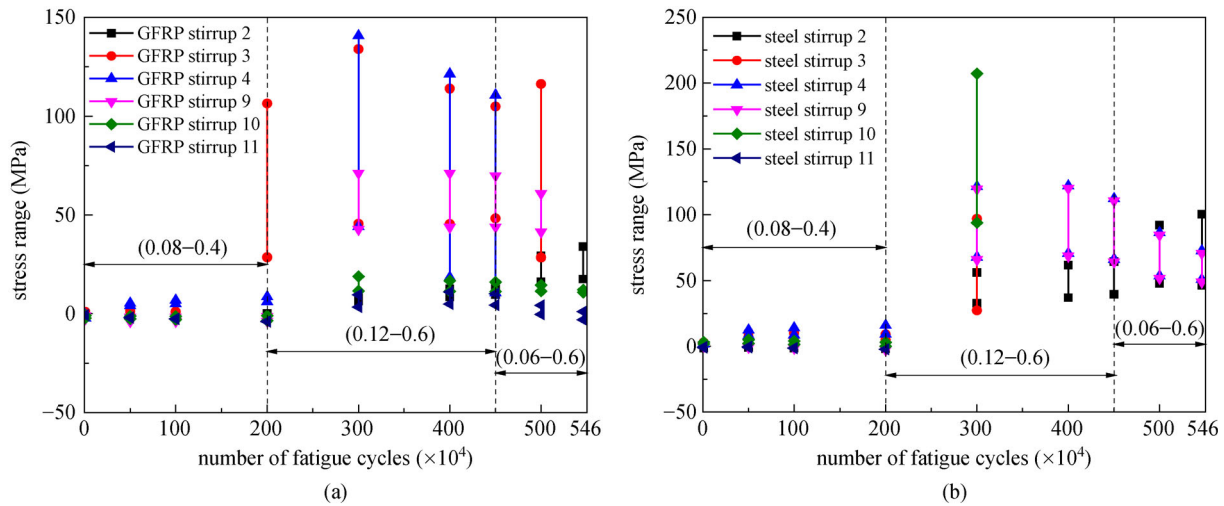 150
100
50
0
−50
stress range (MPa)
GFRP stirrup 2
GFRP stirrup 3
GFRP stirrup 4
GFRP stirrup 9
GFRP stirrup 10
GFRP stirrup 11
(0.08−0.4)
(0.12−0.6)
(0.06−0.6)
0 100 200 300 400 500 546
number of fatigue cycles (×10⁴)
(a)
250
200
150
100
50
0
−50
stress range (MPa)
steel stirrup 2
steel stirrup 3
steel stirrup 4
steel stirrup 9
steel stirrup 10
steel stirrup 11
(0.08−0.4)
(0.12−0.6)
(0.06−0.6)
0 100 200 300 400 500 546
number of fatigue cycles (×10⁴)
(b)